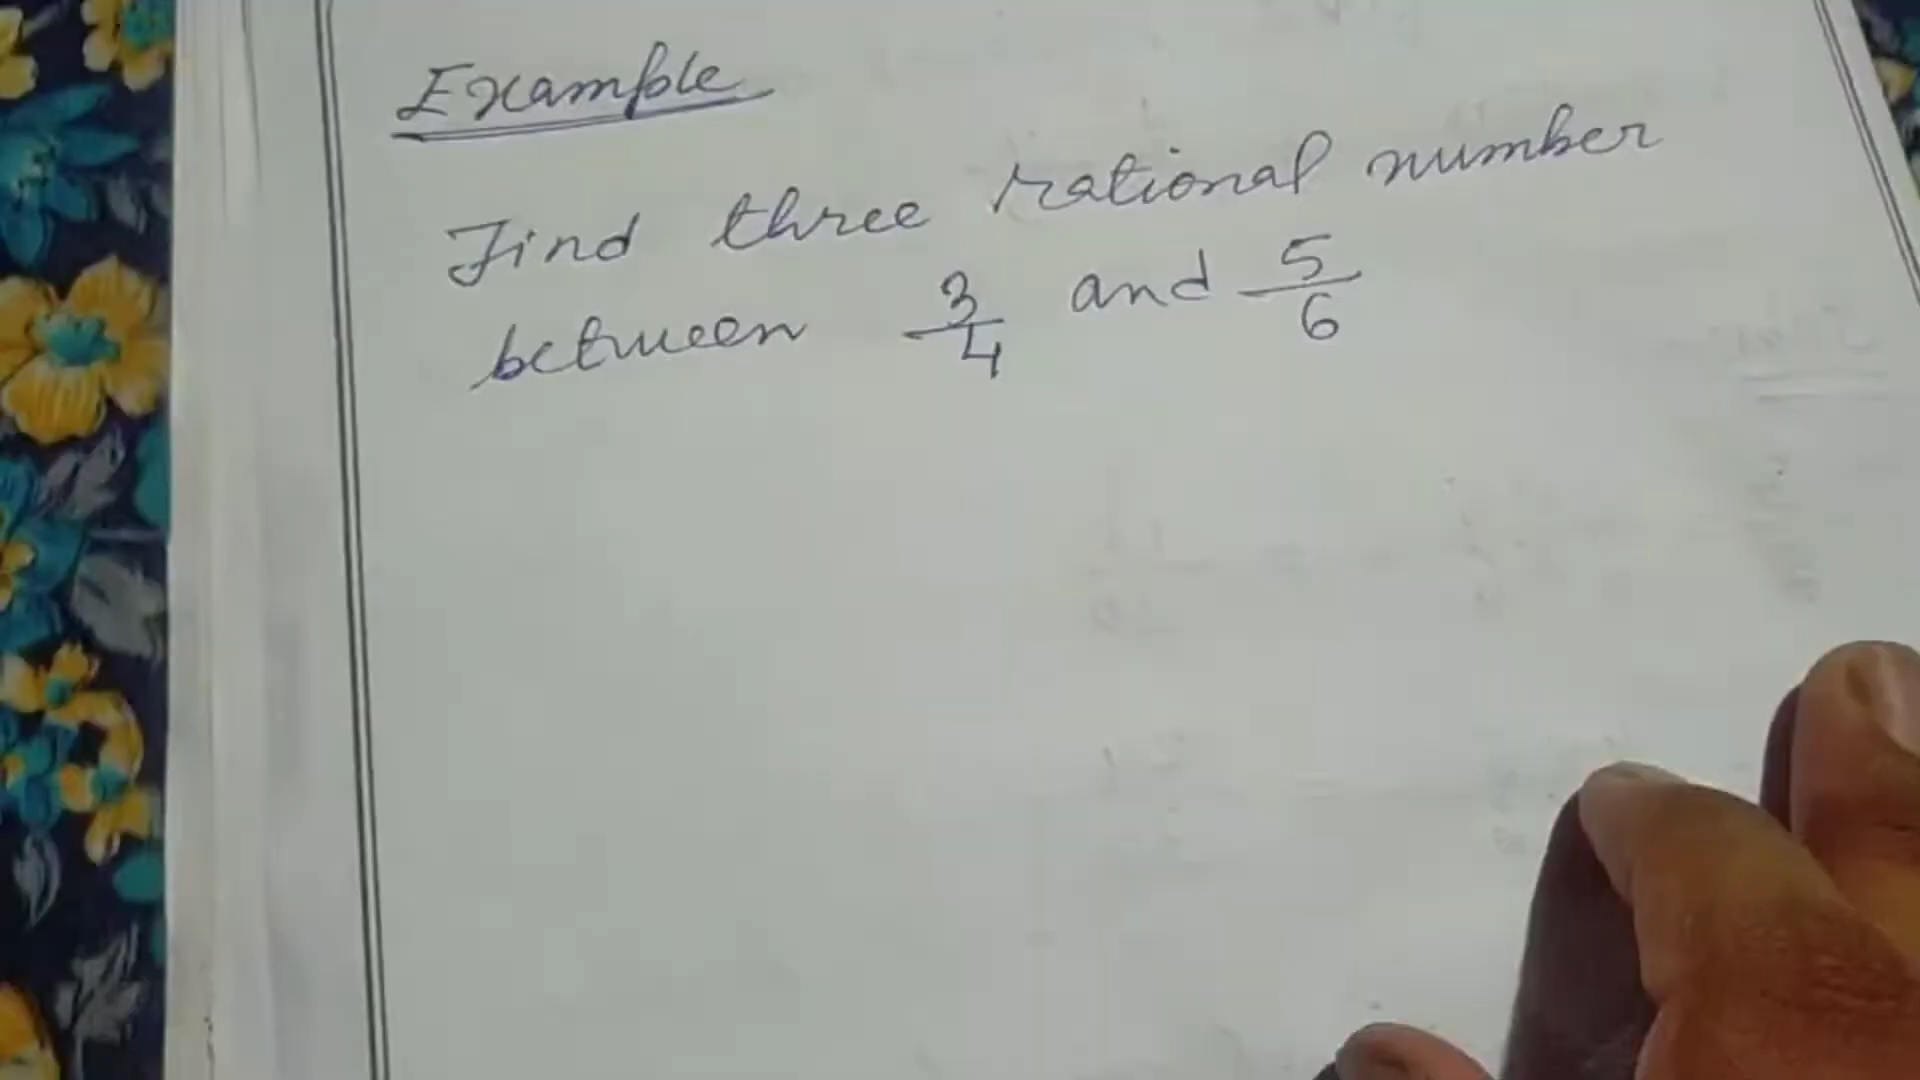 Example
Find three rational number
between 3/4 and 5/6